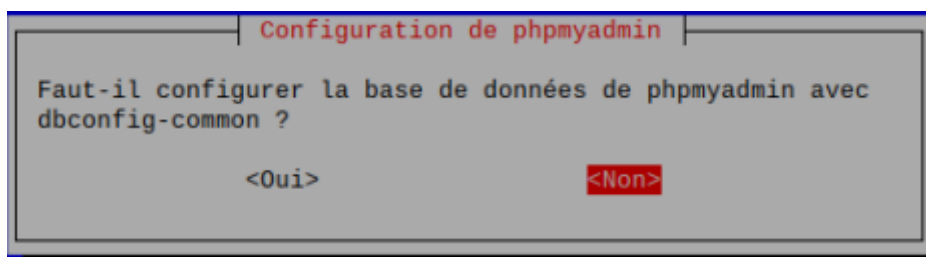 Configuration de phpmyadmin
Faut-il configurer la base de données de phpmyadmin avec
dbconfig-common ?
<Oui> <Non>